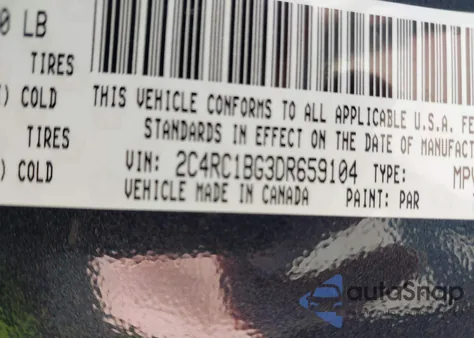 0 LB
TIRES
) COLD
TIRES
) COLD
THIS VEHICLE CONFORMS TO ALL APPLICABLE U.S.A. FE
STANDARDS IN EFFECT ON THE DATE OF MANUFACT
VIN: 2C4RC1BG3DR659104 TYPE: MPV
VEHICLE MADE IN CANADA PAINT: PAR
autoSnap